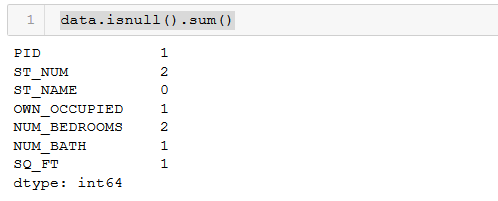 1 data.isnull().sum()
PID 1
ST_NUM 2
ST_NAME 0
OWN_OCCUPIED 1
NUM_BEDROOMS 2
NUM_BATH 1
SQ_FT 1
dtype: int64